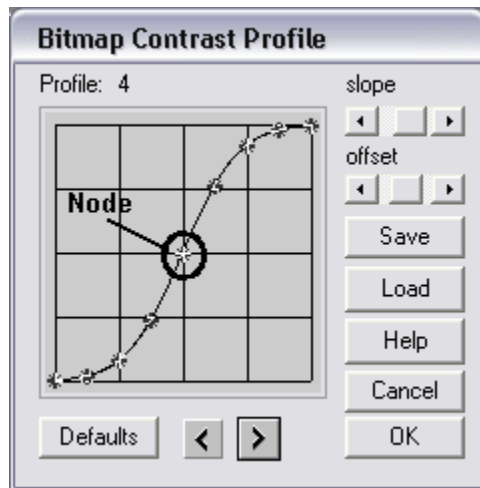 Bitmap Contrast Profile
Profile: 4
slope
offset
Node
Save
Load
Help
Cancel
Defaults
<
>
OK